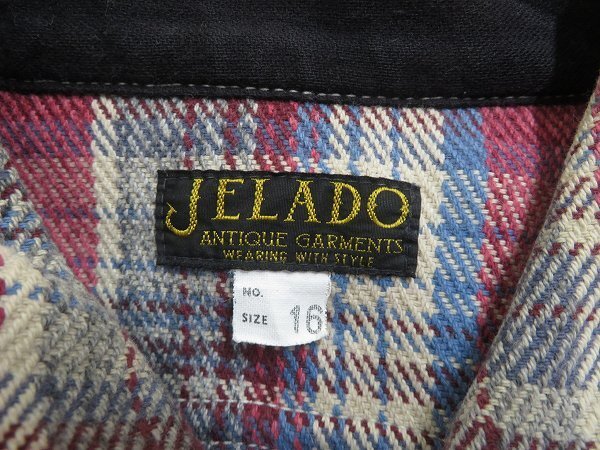 JELADO
ANTIQUE GARMENTS
WEARING WITH STYLE
NO.
SIZE 16